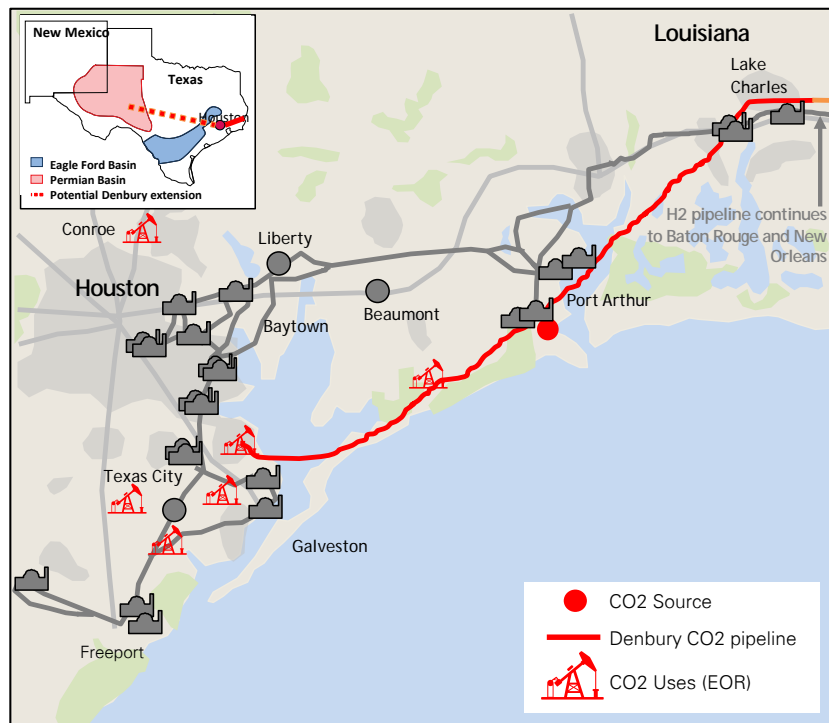 New Mexico
Texas
Houston
Eagle Ford Basin
Permian Basin
Potential Denbury extension
Louisiana
Lake
Charles
H2 pipeline continues
to Baton Rouge and New
Orleans
Conroe
Liberty
Houston
Baytown
Beaumont
Port Arthur
Texas City
Galveston
Freeport
CO2 Source
Denbury CO2 pipeline
CO2 Uses (EOR)